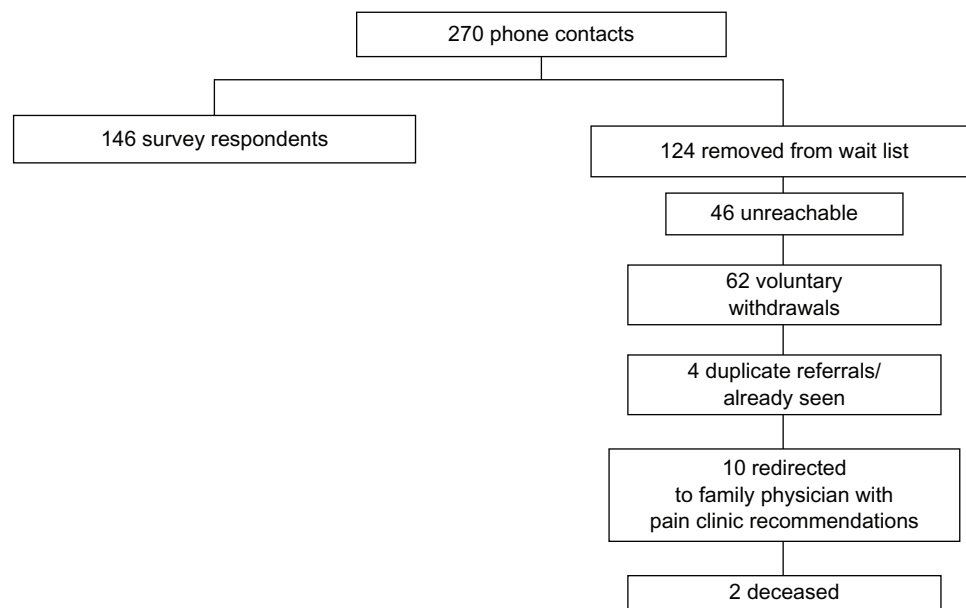 270 phone contacts
146 survey respondents
124 removed from wait list
46 unreachable
62 voluntary
withdrawals
4 duplicate referrals/
already seen
10 redirected
to family physician with
pain clinic recommendations
2 deceased